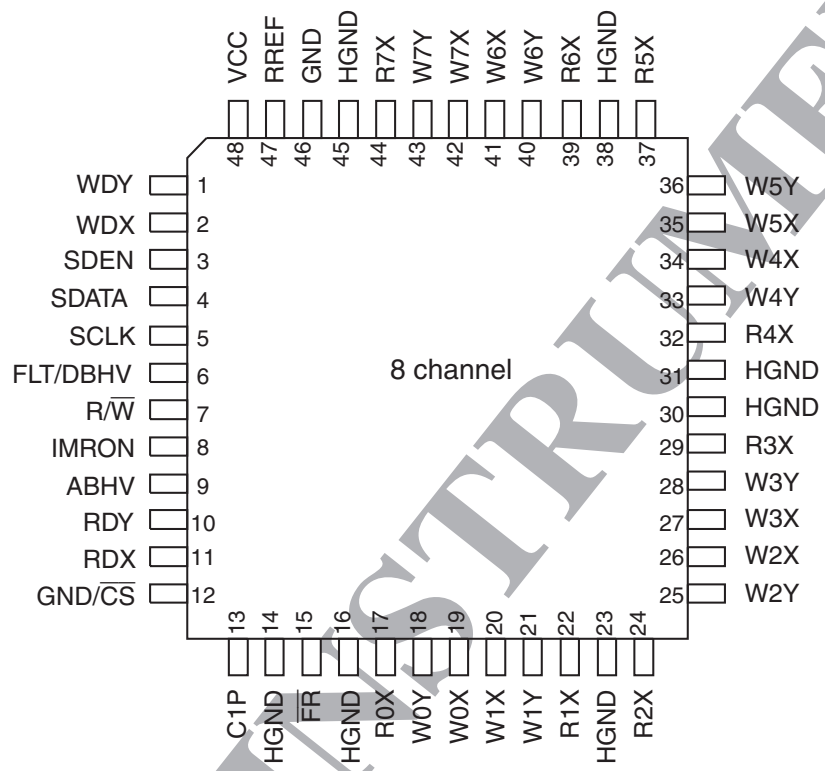 VCC
RREF
GND
HGND
R7X
W7Y
W7X
W6X
W6Y
R6X
HGND
R5X
48
47
46
45
44
43
42
41
40
39
38
37
WDY 1
WDX 2
SDEN 3
SDATA 4
SCLK 5
FLT/DBHV 6
R/W̅ 7
IMRON 8
ABHV 9
RDY 10
RDX 11
GND/C̅S̅ 12
8 channel
36 W5Y
35 W5X
34 W4X
33 W4Y
32 R4X
31 HGND
30 HGND
29 R3X
28 W3Y
27 W3X
26 W2X
25 W2Y
13
14
15
16
17
18
19
20
21
22
23
24
C1P
HGND
F̅R̅
HGND
R0X
W0Y
W0X
W1X
W1Y
R1X
HGND
R2X
INSTRUME